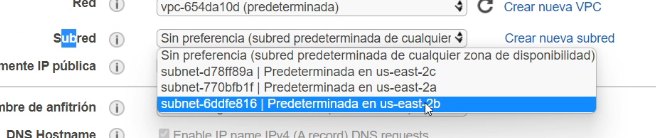 Red
vpc-654da10d (predeterminada)
Crear nueva VPC
Subred
Sin preferencia (subred predeterminada de cualquier
Crear nueva subred
Sin preferencia (subred predeterminada de cualquier zona de disponibilidad)
mente IP pública
subnet-d78ff89a | Predeterminada en us-east-2c
subnet-770bfb1f | Predeterminada en us-east-2a
subnet-6ddfe816 | Predeterminada en us-east-2b
mbre de anfitrión
DNS Hostname
Enable IP name IPv4 (A record) DNS requests